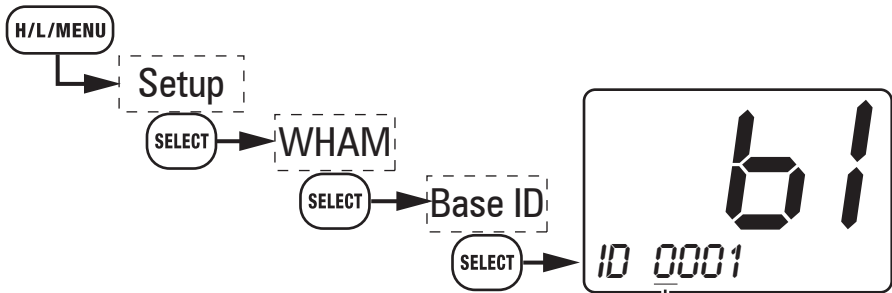 H/L/MENU
Setup
SELECT
WHAM
SELECT
Base ID
SELECT
b1
ID 0001